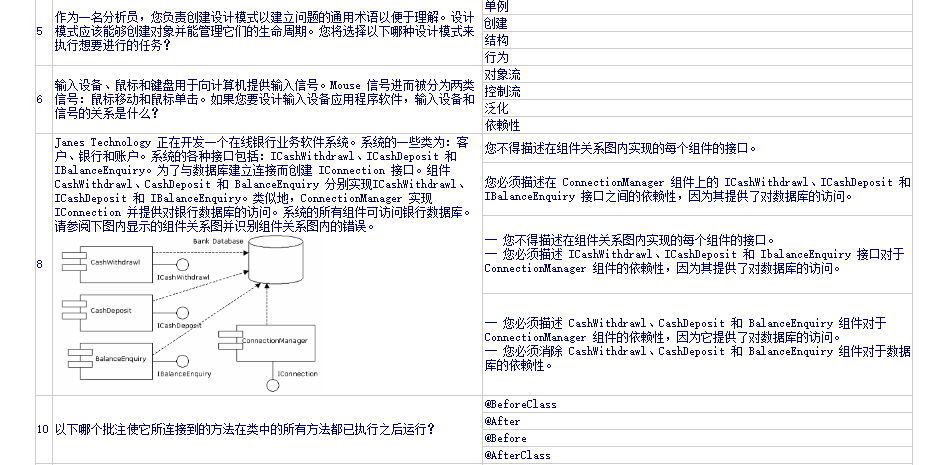 单例
5
作为一名分析员，您负责创建设计模式以建立问题的通用术语以便于理解。设计
模式应该能够创建对象并能管理它们的生命周期。您将选择以下哪种设计模式来
执行想要进行的任务？
创建
结构
行为
6
输入设备、鼠标和键盘用于向计算机提供输入信号。Mouse 信号进而被分为两类
信号：鼠标移动和鼠标单击。如果您要设计输入设备应用程序软件，输入设备和
信号的关系是什么？
对象流
控制流
泛化
依赖性
8
Janes Technology 正在开发一个在线银行业务软件系统。系统的一些类为：客
户、银行和账户。系统的各种接口包括：ICashWithdrawl、ICashDeposit 和
IBalanceEnquiry。为了与数据库建立连接而创建 IConnection 接口。组件
CashWithdrawl、CashDeposit 和 BalanceEnquiry 分别实现ICashWithdrawl、
ICashDeposit 和 IBalanceEnquiry。类似地，ConnectionManager 实现
IConnection 并提供对银行数据库的访问。系统的所有组件可访问银行数据库。
请参阅下图内显示的组件关系图并识别组件关系图内的错误。
Bank Database
CashWithdrawl
ICashWithdrawl
CashDeposit
ICashDeposit
ConnectionManager
BalanceEnquiry
IBalanceEnquiry
IConnection
您不得描述在组件关系图内实现的每个组件的接口。
您必须描述在 ConnectionManager 组件上的 ICashWithdrawl、ICashDeposit 和
IBalanceEnquiry 接口之间的依赖性，因为其提供了对数据库的访问。
— 您不得描述在组件关系图内实现的每个组件的接口。
— 您必须描述 ICashWithdrawl、ICashDeposit 和 IbalanceEnquiry 接口对于
ConnectionManager 组件的依赖性，因为其提供了对数据库的访问。
— 您必须描述 CashWithdrawl、CashDeposit 和 BalanceEnquiry 组件对于
ConnectionManager 组件的依赖性，因为它提供了对数据库的访问。
— 您必须消除 CashWithdrawl、CashDeposit 和 BalanceEnquiry 组件对于数据
库的依赖性。
10
以下哪个批注使它所连接到的方法在类中的所有方法都已执行之后运行？
@BeforeClass
@After
@Before
@AfterClass